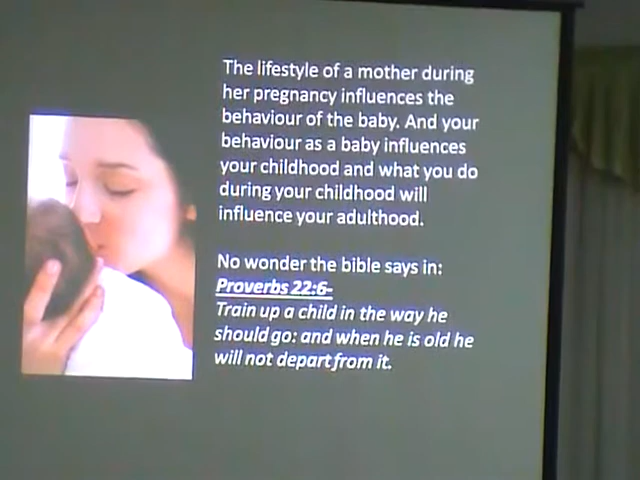 The lifestyle of a mother during
her pregnancy influences the
behaviour of the baby. And your
behaviour as a baby influences
your childhood and what you do
during your childhood will
influence your adulthood.
No wonder the bible says in:
Proverbs 22:6-
Train up a child in the way he
should go: and when he is old he
will not depart from it.